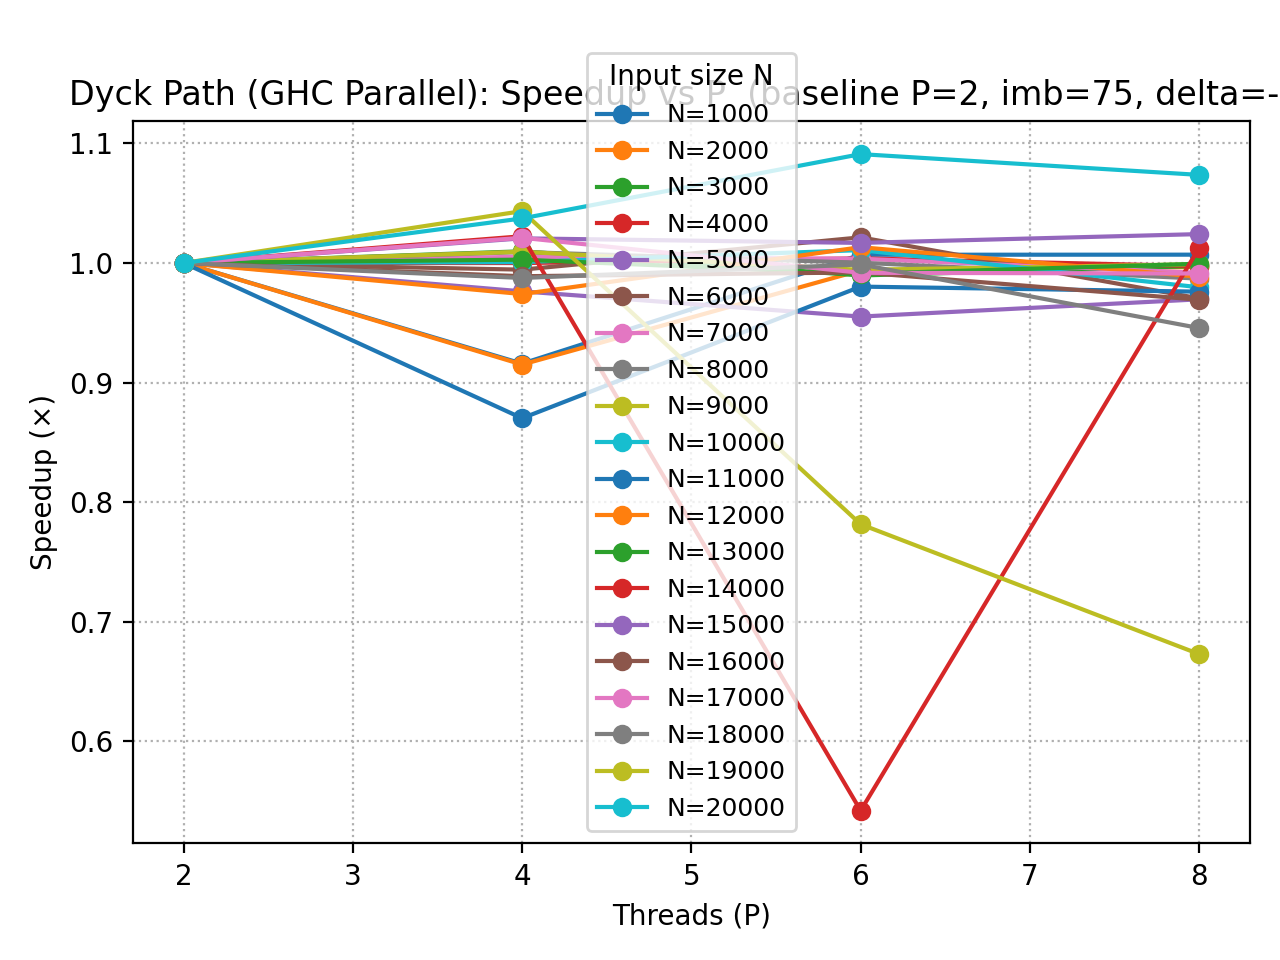 Dyck Path (GHC Parallel): Speedup vs P  (baseline P=2, imb=75, delta=-
Input size N
N=1000
N=2000
N=3000
N=4000
N=5000
N=6000
N=7000
N=8000
N=9000
N=10000
N=11000
N=12000
N=13000
N=14000
N=15000
N=16000
N=17000
N=18000
N=19000
N=20000
1.1
1.0
0.9
0.8
0.7
0.6
Speedup (×)
2 3 4 5 6 7 8
Threads (P)